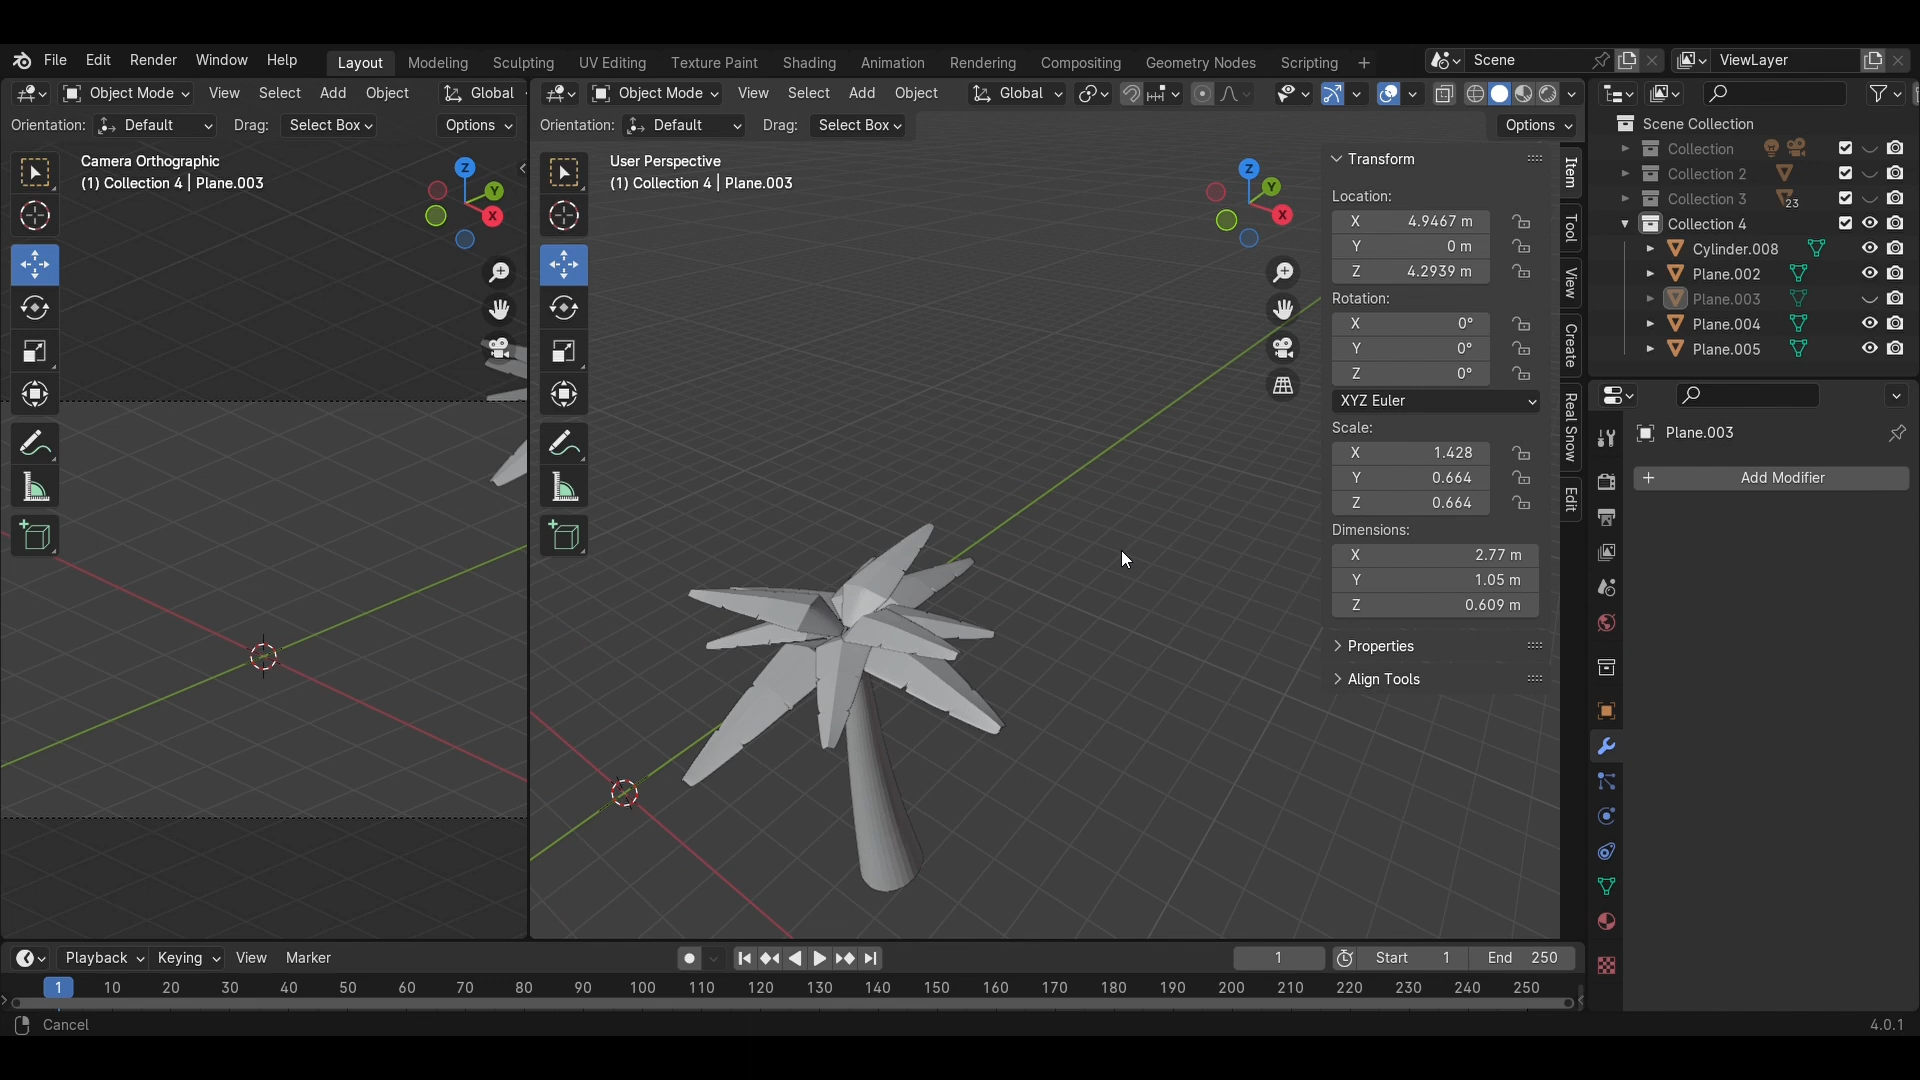 File Edit Render Window Help Layout Modeling Sculpting UV Editing Texture Paint Shading Animation Rendering Compositing Geometry Nodes Scripting + Scene ViewLayer
Object Mode View Select Add Object Global
Object Mode View Select Add Object Global
Orientation: Default Drag: Select Box Options
Orientation: Default Drag: Select Box Options
Camera Orthographic
(1) Collection 4 | Plane.003
Z
Y
X
User Perspective
(1) Collection 4 | Plane.003
Z
Y
X
Transform
Location:
X 4.9467 m
Y 0 m
Z 4.2939 m
Rotation:
X 0°
Y 0°
Z 0°
XYZ Euler
Scale:
X 1.428
Y 0.664
Z 0.664
Dimensions:
X 2.77 m
Y 1.05 m
Z 0.609 m
Properties
Align Tools
Item
Tool
View
Create
Real Snow
Edit
Scene Collection
Collection
Collection 2
Collection 3 23
Collection 4
Cylinder.008
Plane.002
Plane.003
Plane.004
Plane.005
Plane.003
+ Add Modifier
Playback Keying View Marker 1 Start 1 End 250
1 10 20 30 40 50 60 70 80 90 100 110 120 130 140 150 160 170 180 190 200 210 220 230 240 250
Cancel 4.0.1